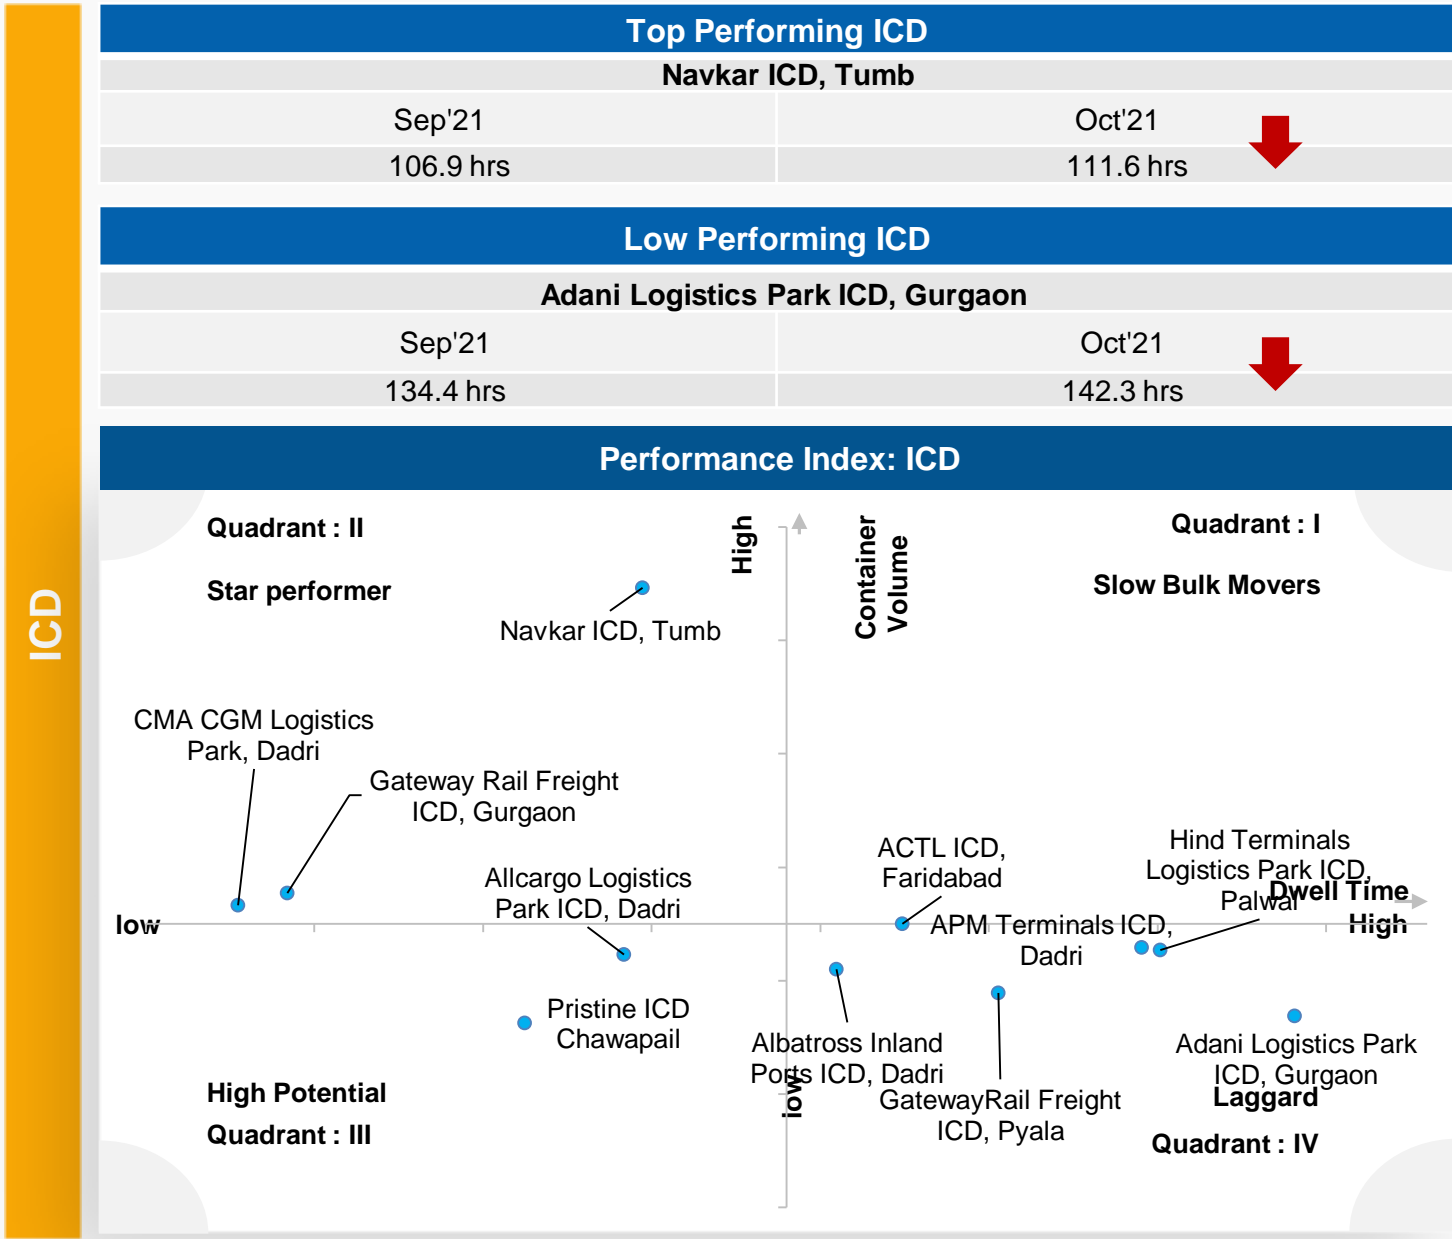 ICD
Top Performing ICD
Navkar ICD, Tumb
Sep'21
Oct'21
106.9 hrs
111.6 hrs
Low Performing ICD
Adani Logistics Park ICD, Gurgaon
Sep'21
Oct'21
134.4 hrs
142.3 hrs
Performance Index: ICD
Quadrant : II
Star performer
High
Container
Volume
Quadrant : I
Slow Bulk Movers
Navkar ICD, Tumb
CMA CGM Logistics
Park, Dadri
Gateway Rail Freight
ICD, Gurgaon
Allcargo Logistics
Park ICD, Dadri
ACTL ICD,
Faridabad
Hind Terminals
Logistics Park ICD,
Palwal
Dwell Time
High
low
APM Terminals ICD,
Dadri
Pristine ICD
Chawapail
Albatross Inland
Ports ICD, Dadri
low
GatewayRail Freight
ICD, Pyala
Adani Logistics Park
ICD, Gurgaon
High Potential
Quadrant : III
Laggard
Quadrant : IV